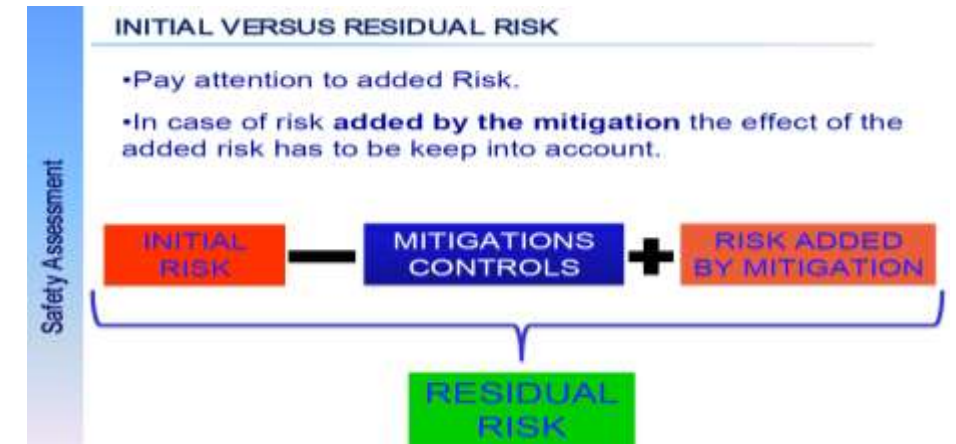 INITIAL VERSUS RESIDUAL RISK
•Pay attention to added Risk.
•In case of risk added by the mitigation the effect of the
added risk has to be keep into account.
Safety Assessment
INITIAL
RISK
MITIGATIONS
CONTROLS
RISK ADDED
BY MITIGATION
RESIDUAL
RISK